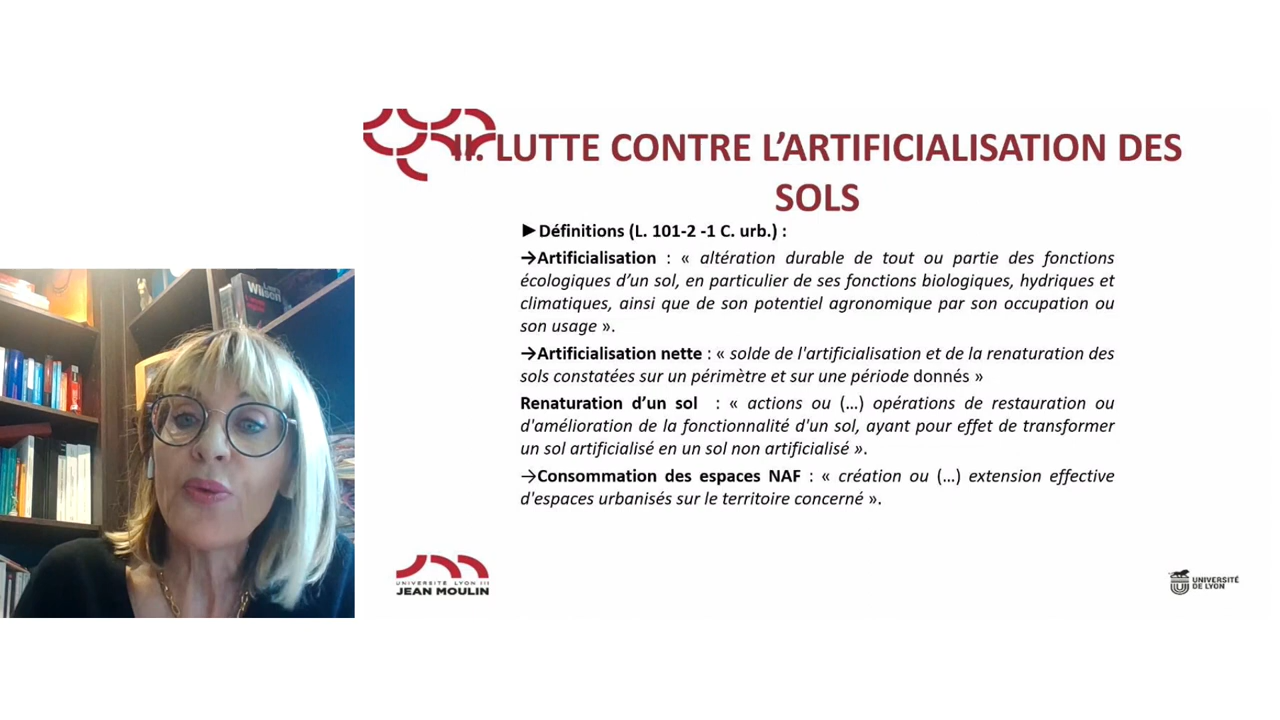 II. LUTTE CONTRE L'ARTIFICIALISATION DES
SOLS
►Définitions (L. 101-2 -1 C. urb.) :
→Artificialisation : « altération durable de tout ou partie des fonctions
écologiques d'un sol, en particulier de ses fonctions biologiques, hydriques et
climatiques, ainsi que de son potentiel agronomique par son occupation ou
son usage ».
→Artificialisation nette : « solde de l'artificialisation et de la renaturation des
sols constatées sur un périmètre et sur une période donnés »
Renaturation d'un sol : « actions ou (…) opérations de restauration ou
d'amélioration de la fonctionnalité d'un sol, ayant pour effet de transformer
un sol artificialisé en un sol non artificialisé ».
→Consommation des espaces NAF : « création ou (…) extension effective
d'espaces urbanisés sur le territoire concerné ».
Wilson
UNIVERSITÉ LYON III
JEAN MOULIN
UNIVERSITÉ
DE LYON